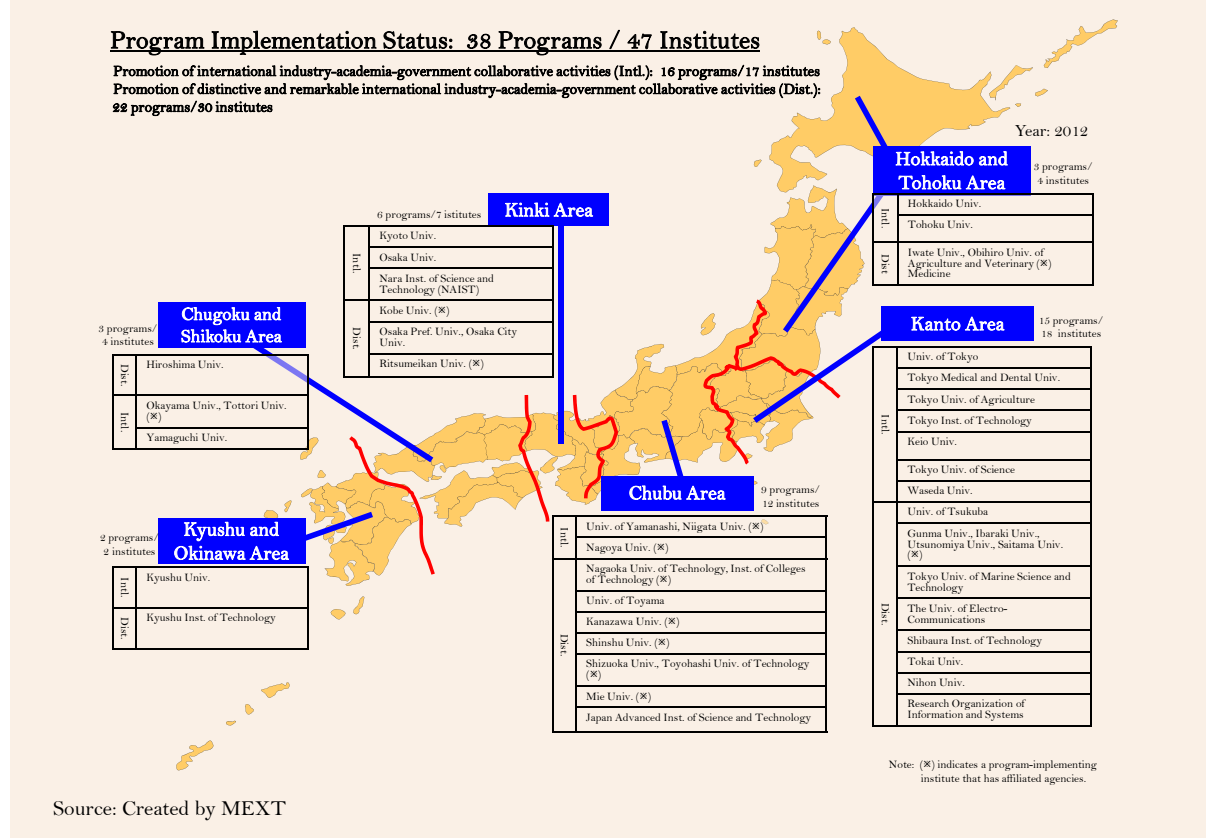 Program Implementation Status:  38 Programs / 47 Institutes
Promotion of international industry-academia-government collaborative activities (Intl.):  16 programs/17 institutes
Promotion of distinctive and remarkable international industry-academia-government collaborative activities (Dist.):
22 programs/30 institutes
Year: 2012
Hokkaido and
Tohoku Area
3 programs/
4 institutes
Intl.
Hokkaido Univ.
Tohoku Univ.
Dist
Iwate Univ., Obihiro Univ. of
Agriculture and Veterinary (※)
Medicine
6 programs/7 istitutes
Kinki Area
Intl.
Kyoto Univ.
Osaka Univ.
Nara Inst. of Science and
Technology (NAIST)
Dist.
Kobe Univ. (※)
Osaka Pref. Univ., Osaka City
Univ.
Ritsumeikan Univ. (※)
Chugoku and
Shikoku Area
3 programs/
4 institutes
Dist.
Hiroshima Univ.
Intl.
Okayama Univ., Tottori Univ.
(※)
Yamaguchi Univ.
Kanto Area
15 programs/
18  institutes
Intl.
Univ. of Tokyo
Tokyo Medical and Dental Univ.
Tokyo Univ. of Agriculture
Tokyo Inst. of Technology
Keio Univ.
Tokyo Univ. of Science
Waseda Univ.
Dist.
Univ. of Tsukuba
Gunma Univ., Ibaraki Univ.,
Utsunomiya Univ., Saitama Univ.
(※)
Tokyo Univ. of Marine Science and
Technology
The Univ. of Electro-
Communications
Shibaura Inst. of Technology
Tokai Univ.
Nihon Univ.
Research Organization of
Information and Systems
Chubu Area
9 programs/
12 institutes
Intl.
Univ. of Yamanashi, Niigata Univ. (※)
Nagoya Univ. (※)
Dist.
Nagaoka Univ. of Technology, Inst. of Colleges
of Technology (※)
Univ. of Toyama
Kanazawa Univ. (※)
Shinshu Univ. (※)
Shizuoka Univ., Toyohashi Univ. of Technology
(※)
Mie Univ. (※)
Japan Advanced Inst. of Science and Technology
Kyushu and
Okinawa Area
2 programs/
2 institutes
Intl.
Kyushu Univ.
Dist.
Kyushu Inst. of Technology
Note:  (※) indicates a program-implementing
institute that has affiliated agencies.
Source: Created by MEXT